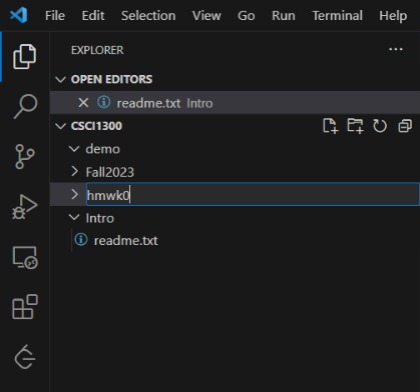 File Edit Selection View Go Run Terminal Help
EXPLORER ...
OPEN EDITORS
readme.txt Intro
CSCI1300
demo
Fall2023
hmwk0
Intro
readme.txt